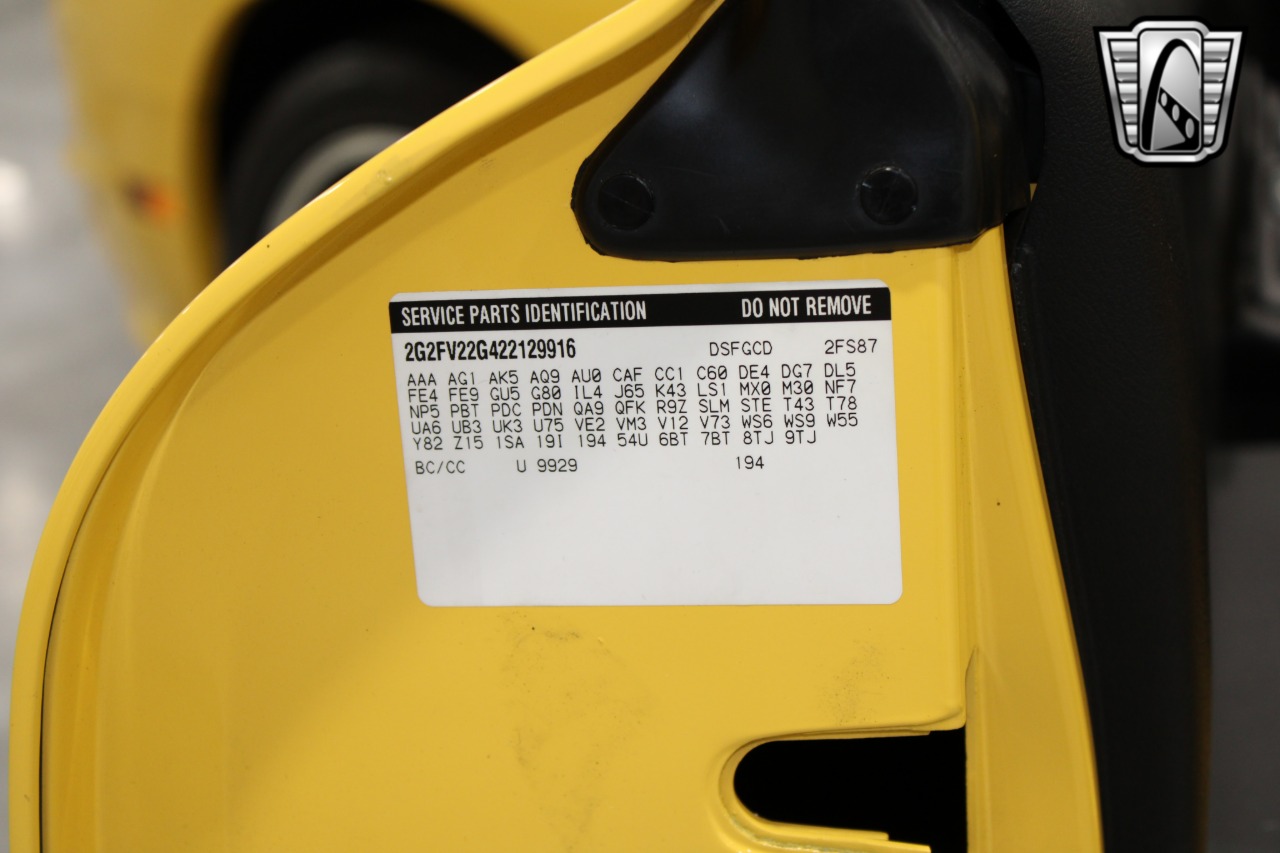 SERVICE PARTS IDENTIFICATION DO NOT REMOVE
2G2FV22G422129916 DSFGCD 2FS87
AAA AG1 AK5 AQ9 AU0 CAF CC1 C60 DE4 DG7 DL5
FE4 FE9 GU5 G80 IL4 J65 K43 LS1 MX0 M30 NF7
NP5 PBT PDC PDN QA9 QFK R9Z SLM STE T43 T78
UA6 UB3 UK3 U75 VE2 VM3 V12 V73 WS6 WS9 W55
Y82 Z15 1SA 19I 194 54U 6BT 7BT 8TJ 9TJ
BC/CC U 9929 194